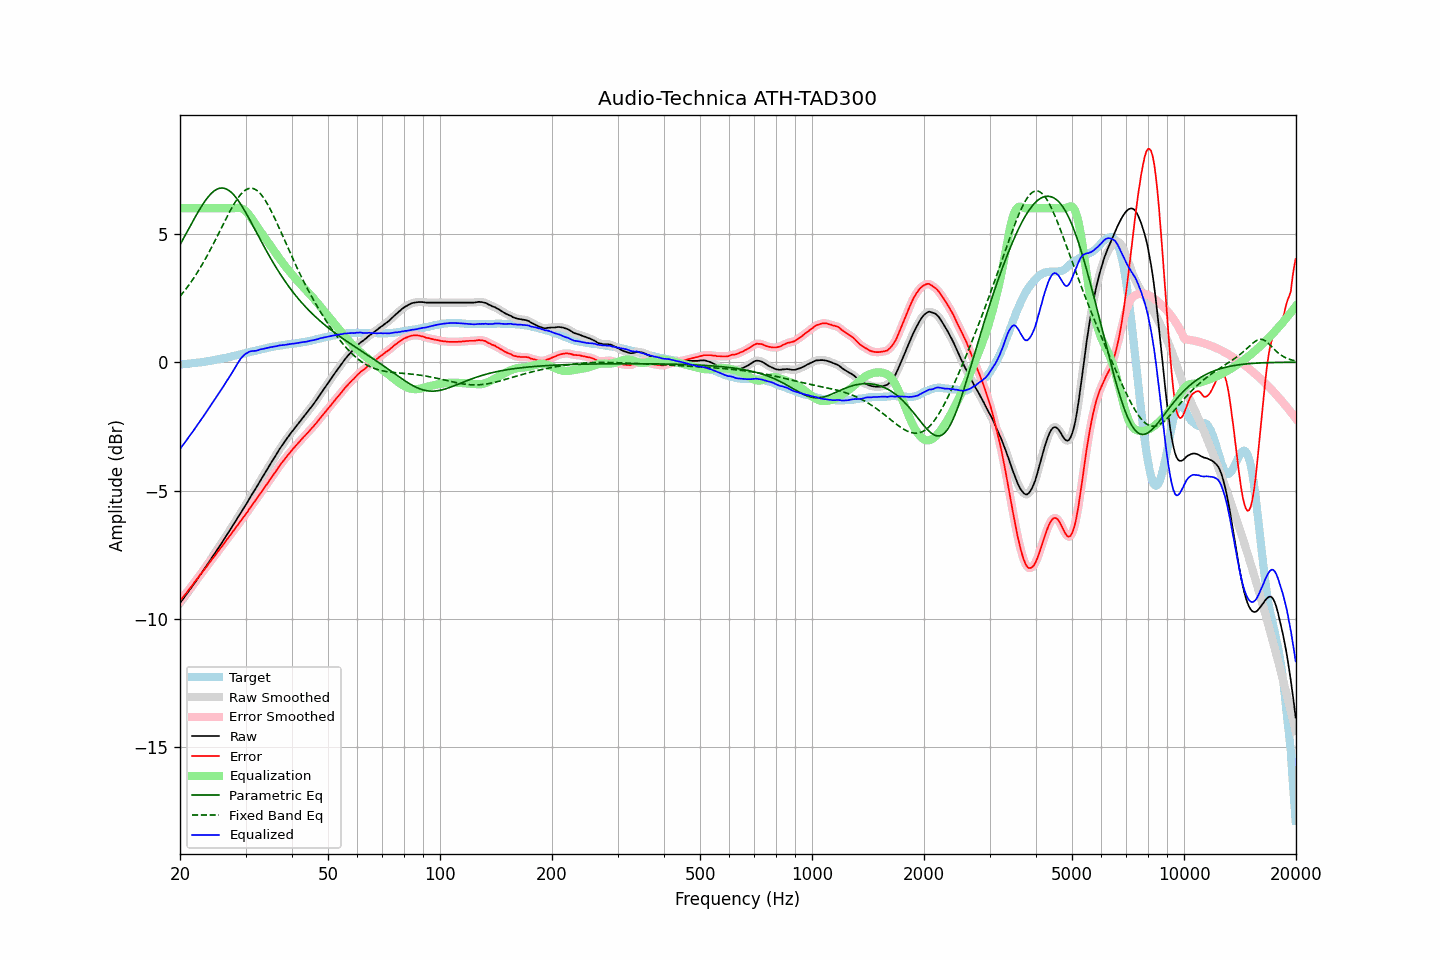 Audio-Technica ATH-TAD300
Amplitude (dBr)
5
0
−5
−10
−15
Target
Raw Smoothed
Error Smoothed
Raw
Error
Equalization
Parametric Eq
Fixed Band Eq
Equalized
20 50 100 200 500 1000 2000 5000 10000 20000
Frequency (Hz)